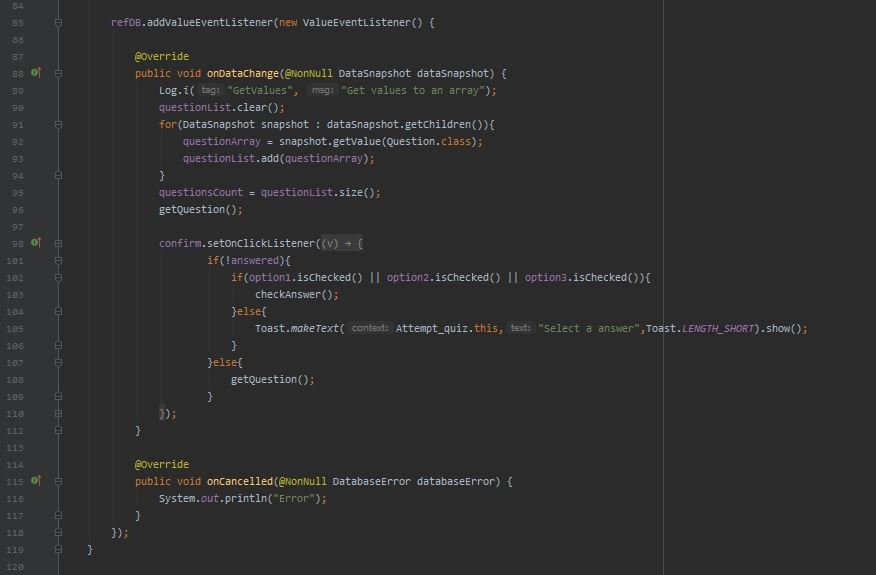 84
85 refDB.addValueEventListener(new ValueEventListener() {
86
87 @Override
88 public void onDataChange(@NonNull DataSnapshot dataSnapshot) {
89 Log.i( tag: "GetValues", msg: "Get values to an array");
90 questionList.clear();
91 for(DataSnapshot snapshot : dataSnapshot.getChildren()){
92 questionArray = snapshot.getValue(Question.class);
93 questionList.add(questionArray);
94 }
95 questionsCount = questionList.size();
96 getQuestion();
97
98 confirm.setOnClickListener((v) → {
101 if(!answered){
102 if(option1.isChecked() || option2.isChecked() || option3.isChecked()){
103 checkAnswer();
104 }else{
105 Toast.makeText( context: Attempt_quiz.this, text: "Select a answer",Toast.LENGTH_SHORT).show();
106 }
107 }else{
108 getQuestion();
109 }
110 });
112 }
113
114 @Override
115 public void onCancelled(@NonNull DatabaseError databaseError) {
116 System.out.println("Error");
117 }
118 });
119 }
120